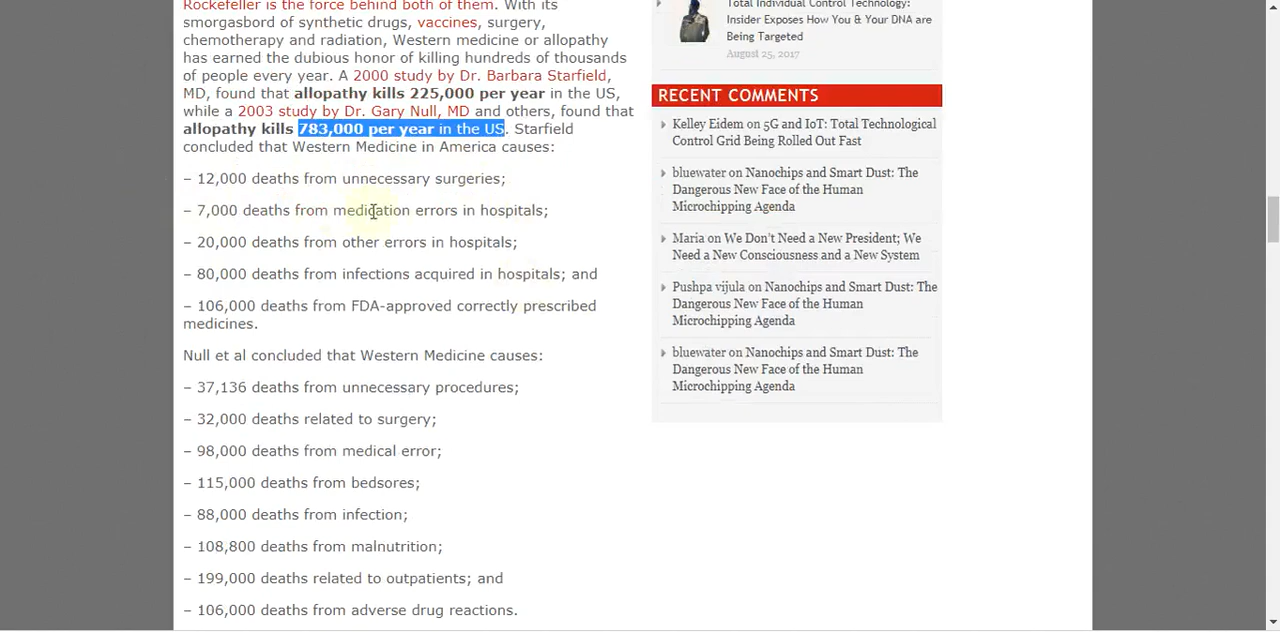 Rockefeller is the force behind both of them. With its
smorgasbord of synthetic drugs, vaccines, surgery,
chemotherapy and radiation, Western medicine or allopathy
has earned the dubious honor of killing hundreds of thousands
of people every year. A 2000 study by Dr. Barbara Starfield,
MD, found that allopathy kills 225,000 per year in the US,
while a 2003 study by Dr. Gary Null, MD and others, found that
allopathy kills 783,000 per year in the US. Starfield
concluded that Western Medicine in America causes:
– 12,000 deaths from unnecessary surgeries;
– 7,000 deaths from medication errors in hospitals;
– 20,000 deaths from other errors in hospitals;
– 80,000 deaths from infections acquired in hospitals; and
– 106,000 deaths from FDA-approved correctly prescribed
medicines.
Null et al concluded that Western Medicine causes:
– 37,136 deaths from unnecessary procedures;
– 32,000 deaths related to surgery;
– 98,000 deaths from medical error;
– 115,000 deaths from bedsores;
– 88,000 deaths from infection;
– 108,800 deaths from malnutrition;
– 199,000 deaths related to outpatients; and
– 106,000 deaths from adverse drug reactions.
Total Individual Control Technology:
Insider Exposes How You & Your DNA are
Being Targeted
August 25, 2017
RECENT COMMENTS
Kelley Eidem on 5G and IoT: Total Technological
Control Grid Being Rolled Out Fast
bluewater on Nanochips and Smart Dust: The
Dangerous New Face of the Human
Microchipping Agenda
Maria on We Don't Need a New President; We
Need a New Consciousness and a New System
Pushpa vijula on Nanochips and Smart Dust: The
Dangerous New Face of the Human
Microchipping Agenda
bluewater on Nanochips and Smart Dust: The
Dangerous New Face of the Human
Microchipping Agenda